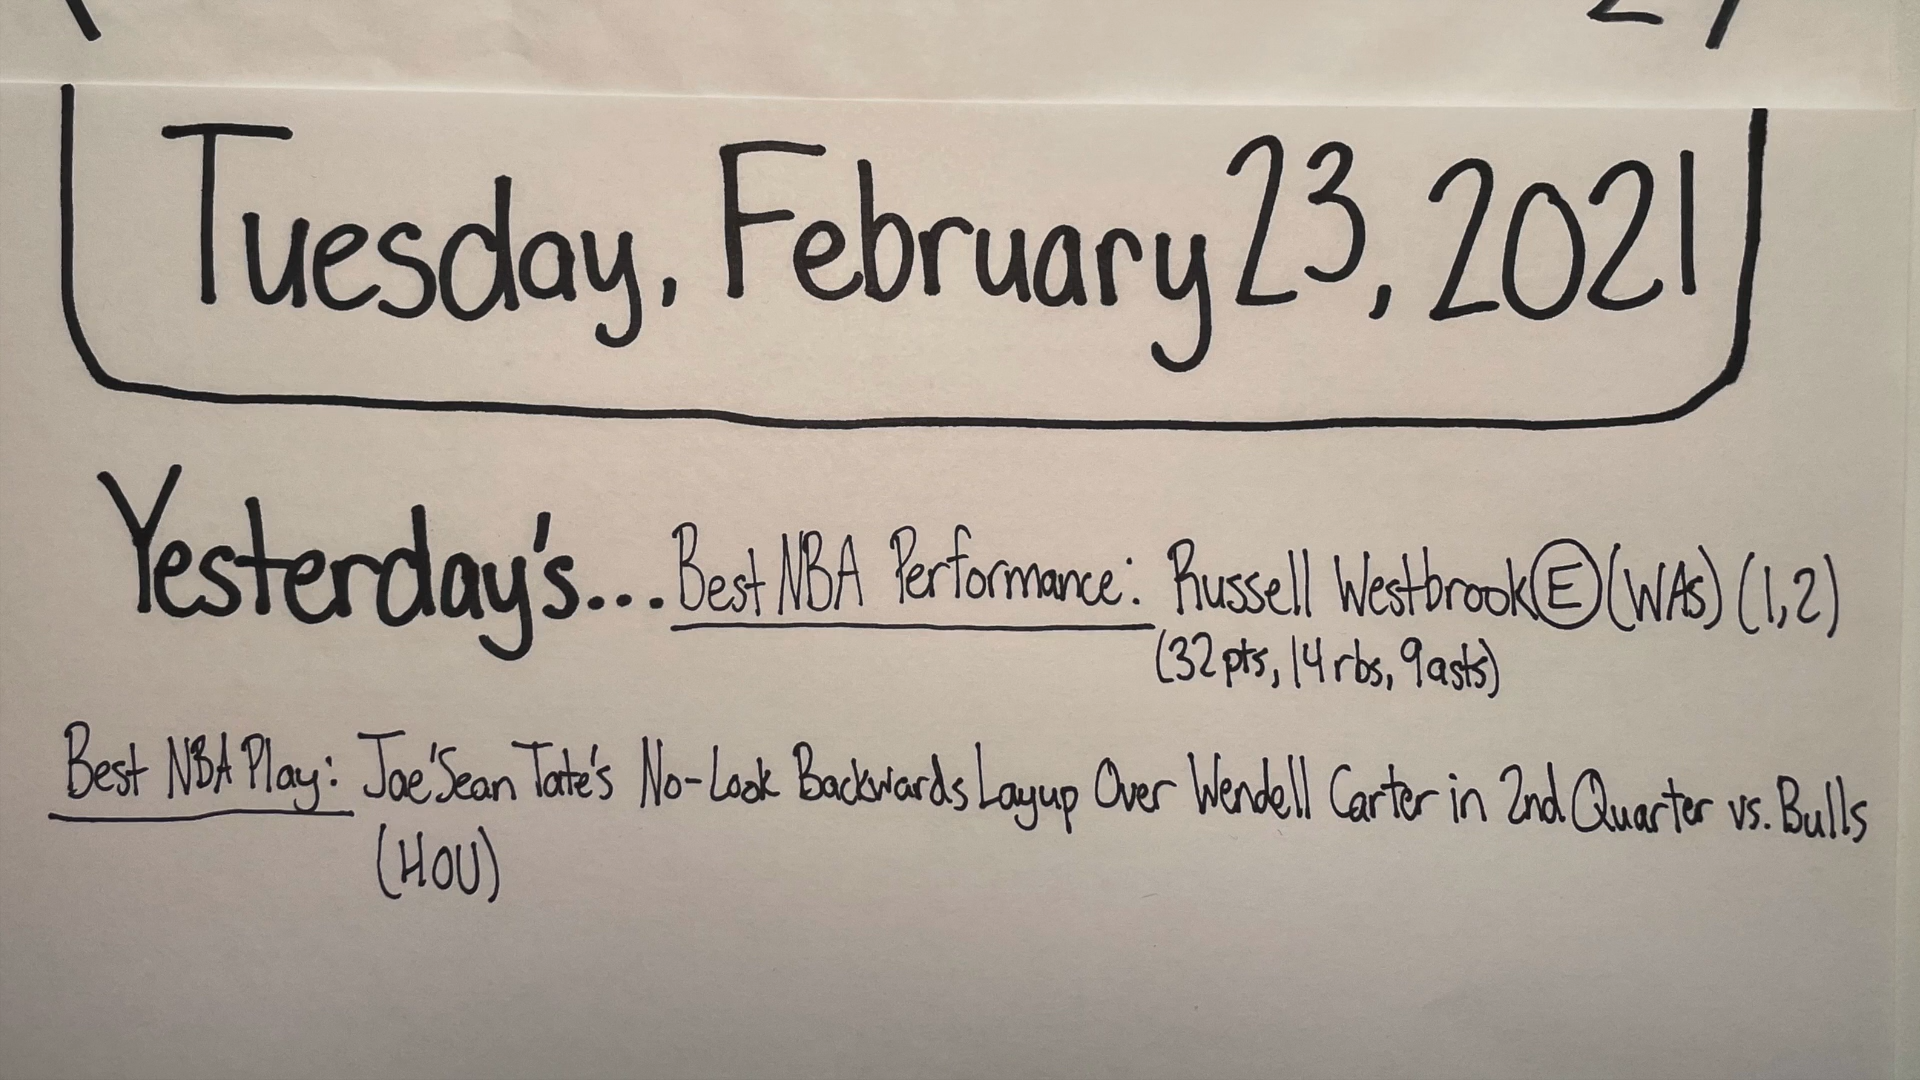 Tuesday, February 23, 2021
Yesterday's... Best NBA Performance: Russell Westbrook Ⓔ (WAS) (1,2)
(32 pts, 14 rbs, 9 asts)
Best NBA Play: Jae'Sean Tate's No-Look Backwards Layup Over Wendell Carter in 2nd Quarter vs. Bulls
(HOU)